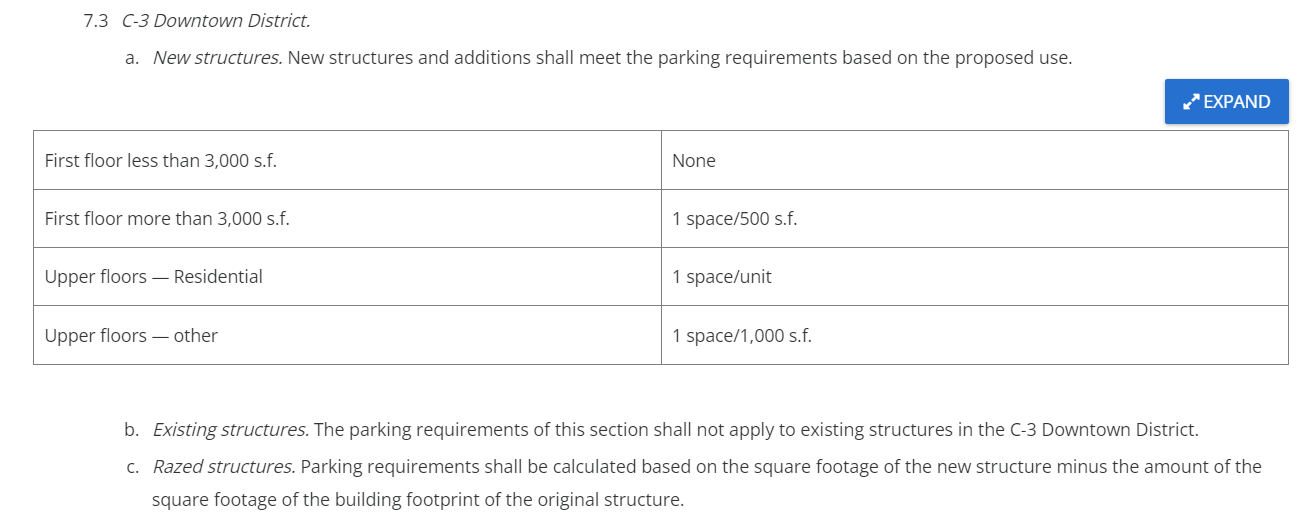 7.3 C-3 Downtown District.
a. New structures. New structures and additions shall meet the parking requirements based on the proposed use.
EXPAND
First floor less than 3,000 s.f. None
First floor more than 3,000 s.f. 1 space/500 s.f.
Upper floors — Residential 1 space/unit
Upper floors — other 1 space/1,000 s.f.
b. Existing structures. The parking requirements of this section shall not apply to existing structures in the C-3 Downtown District.
c. Razed structures. Parking requirements shall be calculated based on the square footage of the new structure minus the amount of the
square footage of the building footprint of the original structure.